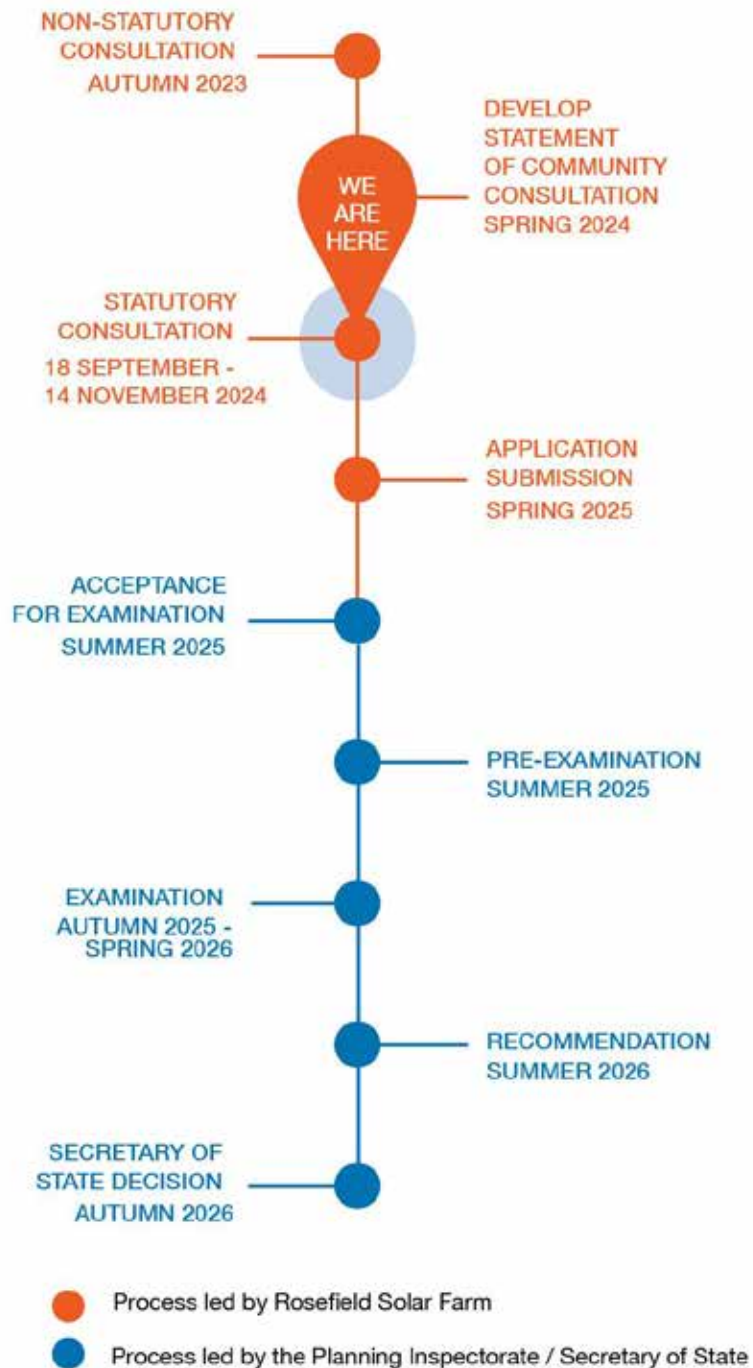 NON-STATUTORY
CONSULTATION
AUTUMN 2023
DEVELOP
STATEMENT
OF COMMUNITY
CONSULTATION
SPRING 2024
WE
ARE
HERE
STATUTORY
CONSULTATION
18 SEPTEMBER -
14 NOVEMBER 2024
APPLICATION
SUBMISSION
SPRING 2025
ACCEPTANCE
FOR EXAMINATION
SUMMER 2025
PRE-EXAMINATION
SUMMER 2025
EXAMINATION
AUTUMN 2025 -
SPRING 2026
RECOMMENDATION
SUMMER 2026
SECRETARY OF
STATE DECISION
AUTUMN 2026
Process led by Rosefield Solar Farm
Process led by the Planning Inspectorate / Secretary of State